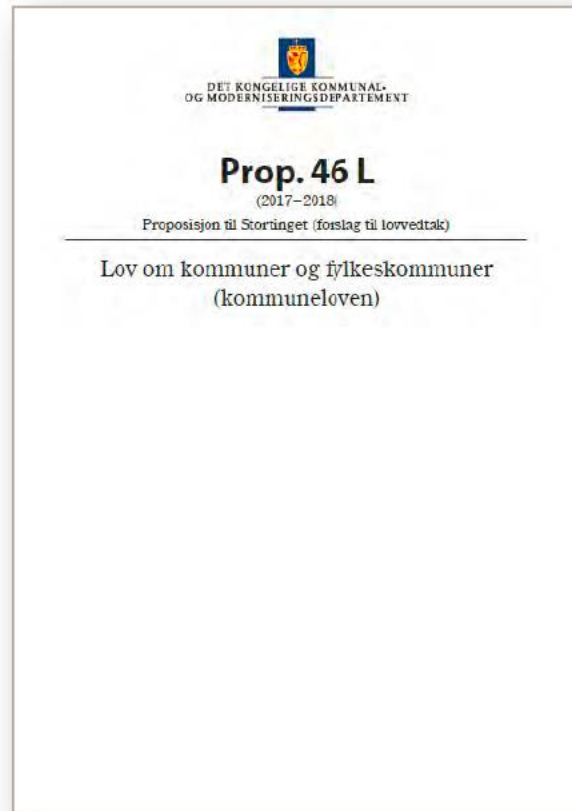 DET KONGELIGE KOMMUNAL-
OG MODERNISERINGSDEPARTEMENT
Prop. 46 L
(2017–2018)
Proposisjon til Stortinget (forslag til lovvedtak)
Lov om kommuner og fylkeskommuner
(kommuneloven)